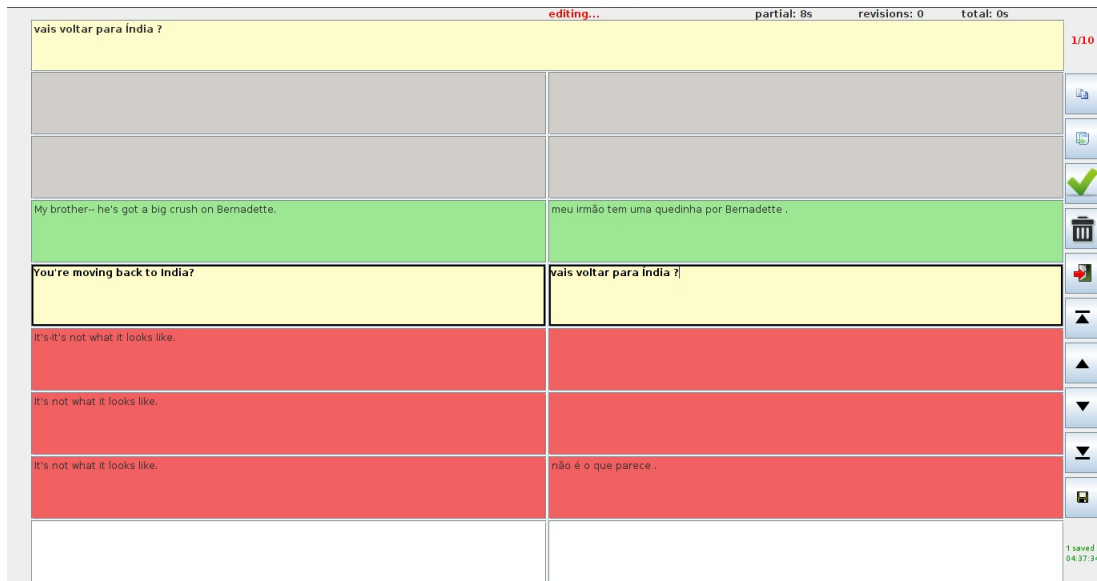 editing... partial: 8s revisions: 0 total: 0s
vais voltar para Índia ?
1/10
My brother-- he's got a big crush on Bernadette. meu irmão tem uma quedinha por Bernadette .
You're moving back to India? vais voltar para Índia ?
It's-It's not what it looks like.
It's not what it looks like.
It's not what it looks like. não é o que parece .
1 saved
04:37:34